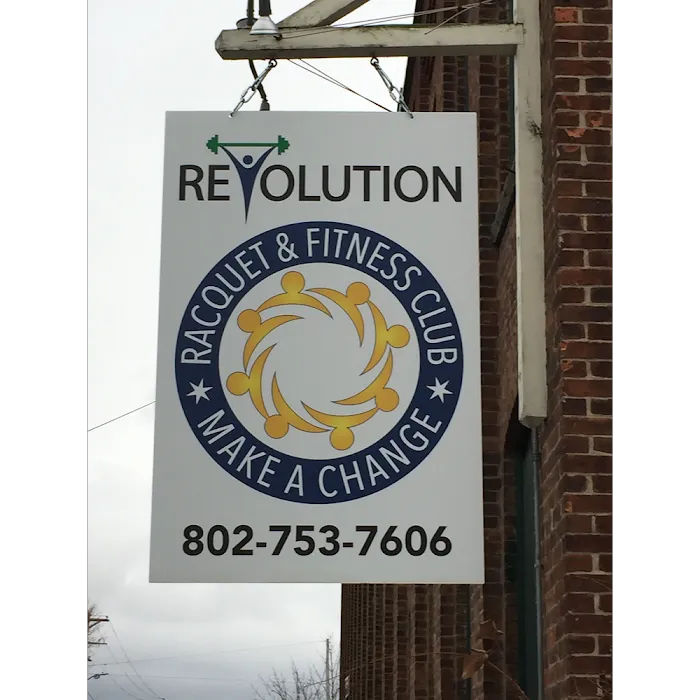 REVOLUTION
RACQUET & FITNESS CLUB
MAKE A CHANGE
802-753-7606